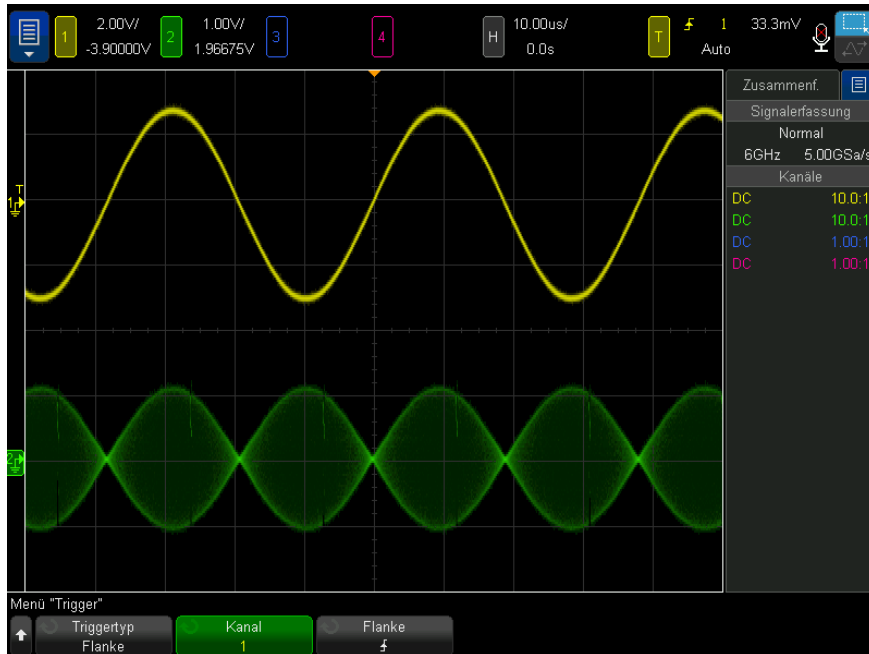 1 2.00V/ -3.90000V
2 1.00V/ 1.96675V
3
4
H 10.00us/ 0.0s
T 1 33.3mV Auto
Zusammenf.
Signalerfassung
Normal
6GHz 5.00GSa/s
Kanäle
DC 10.0:1
DC 10.0:1
DC 1.00:1
DC 1.00:1
T
1
2
Menü "Trigger"
Triggertyp Kanal Flanke
Flanke 1